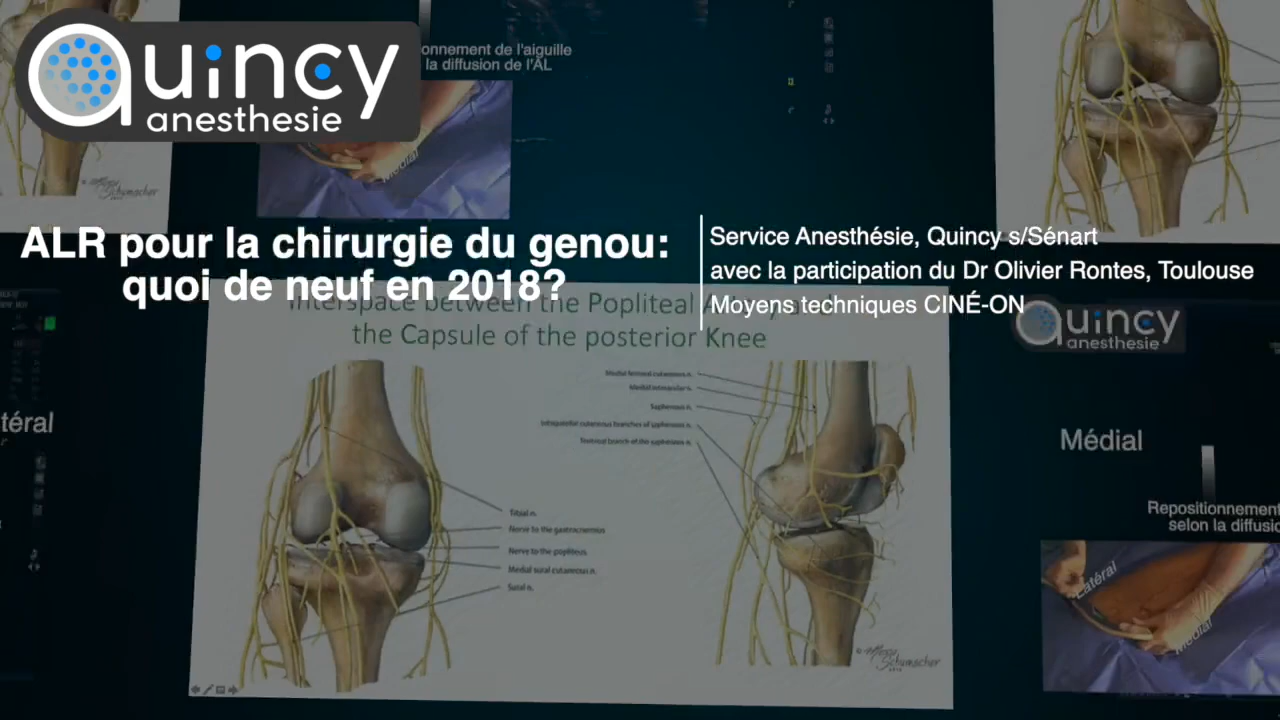 Quincy
anesthesie
onnement de l'aiguille
la diffusion de l'AL
Médial
©
Schumacher
ALR pour la chirurgie du genou:
quoi de neuf en 2018?
Service Anesthésie, Quincy s/Sénart
avec la participation du Dr Olivier Rontes, Toulouse
Moyens techniques CINÉ-ON
Interspace between the Popliteal
the Capsule of the posterior Knee
Quincy
anesthesie
téral
Medial femoral cutaneous n.
Saphenous n.
Infrapatellar cutaneous branches of saphenous n.
Terminal branch of the saphenous n.
Tibial n.
Nerve to the gastrocnemius
Nerve to the popliteus
Medial sural cutaneous n.
Sural n.
Schumacher
Médial
Repositionnement
selon la diffusio
Latéral
Médial